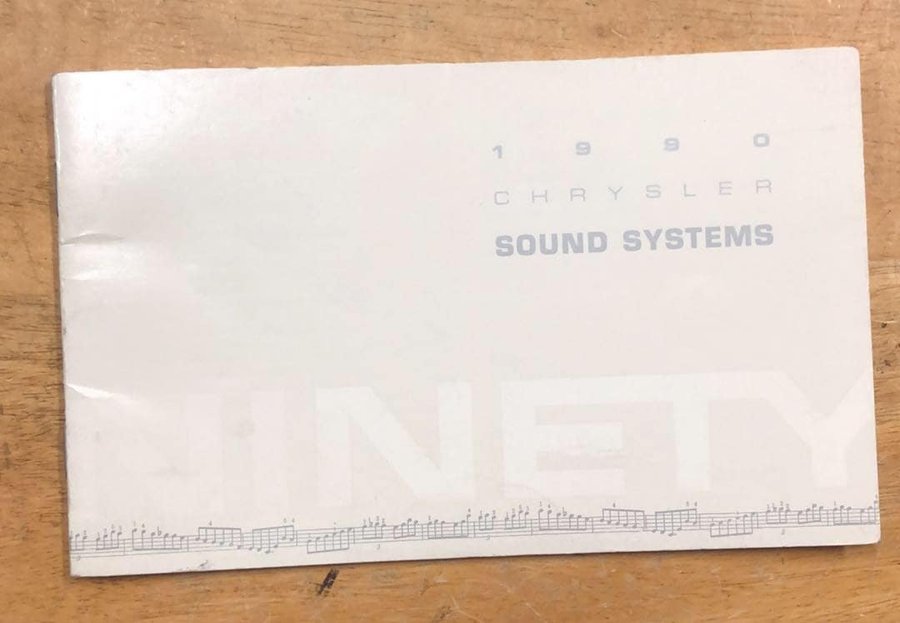 1990
CHRYSLER
SOUND SYSTEMS
NINETY